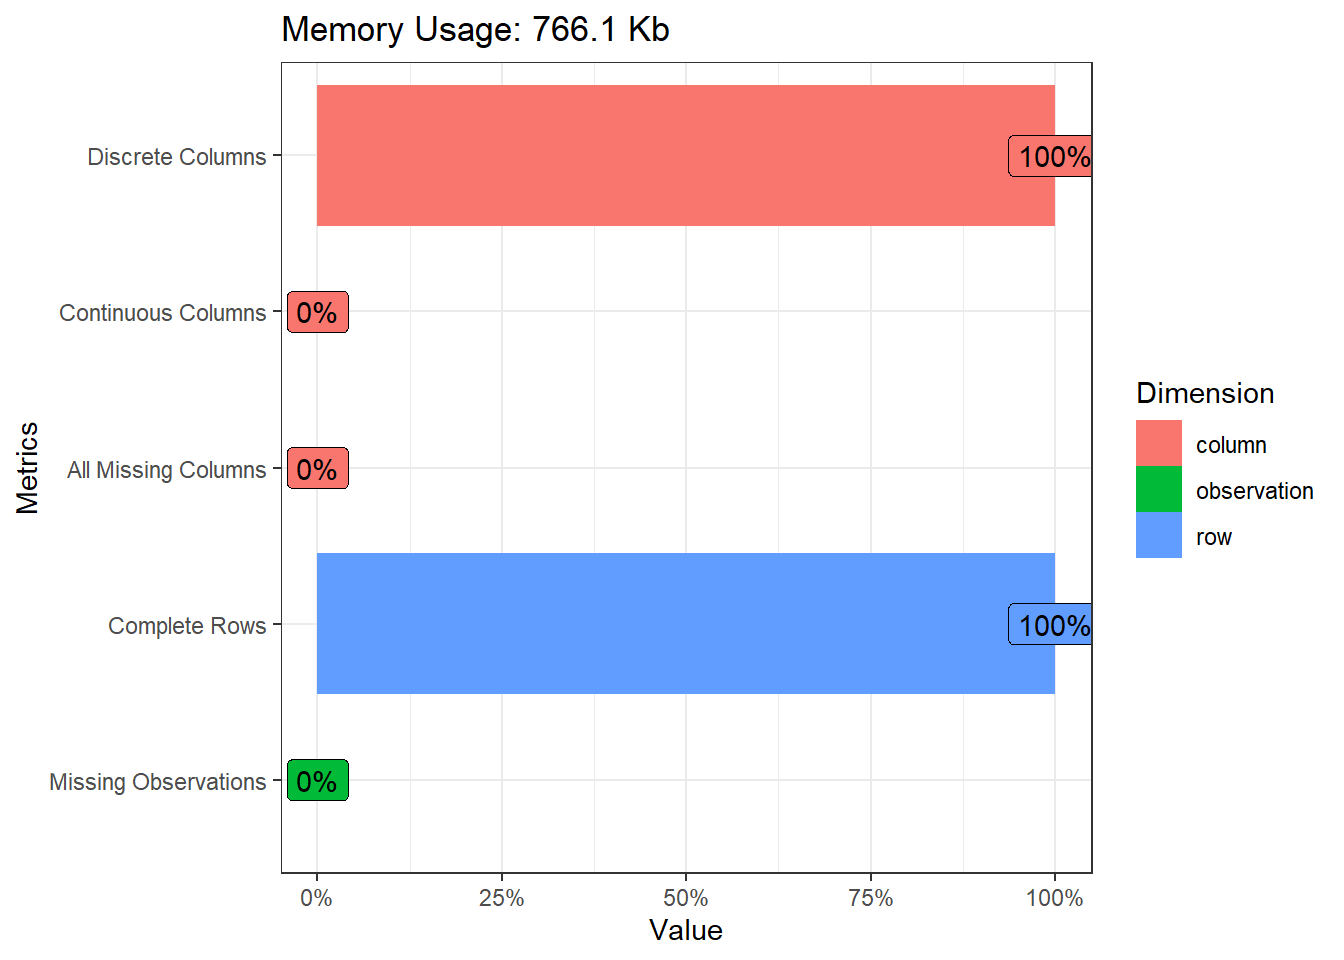 Memory Usage: 766.1 Kb
Discrete Columns
100%
Continuous Columns
0%
All Missing Columns
0%
Complete Rows
100%
Missing Observations
0%
Metrics
0%
25%
50%
75%
100%
Value
Dimension
column
observation
row